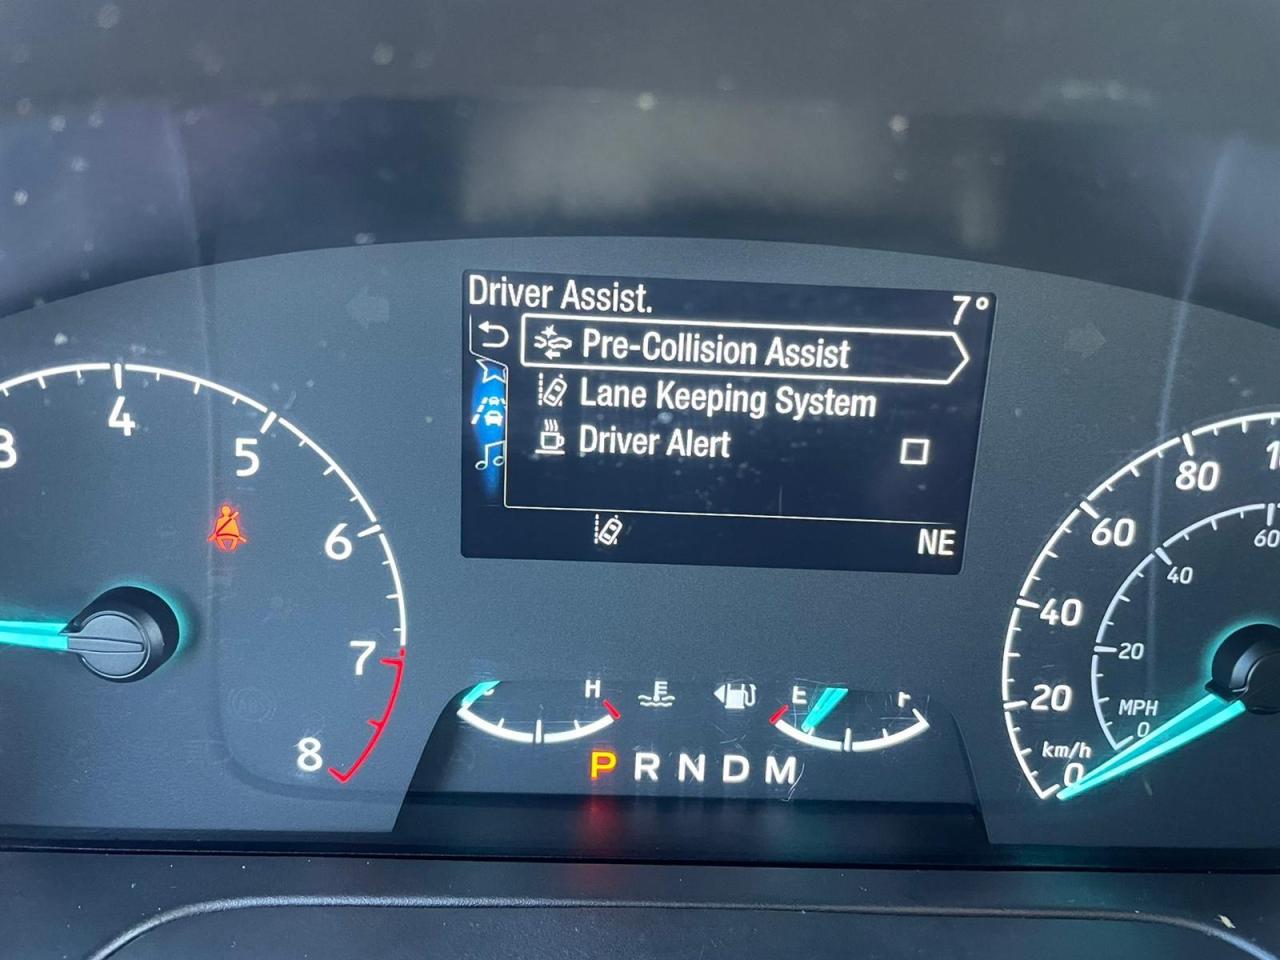 Driver Assist. 7°
Pre-Collision Assist
Lane Keeping System
Driver Alert
NE
3
4
5
6
7
8
H
E
P R N D M
80
60
40
20
0
km/h
60
40
20
0
MPH